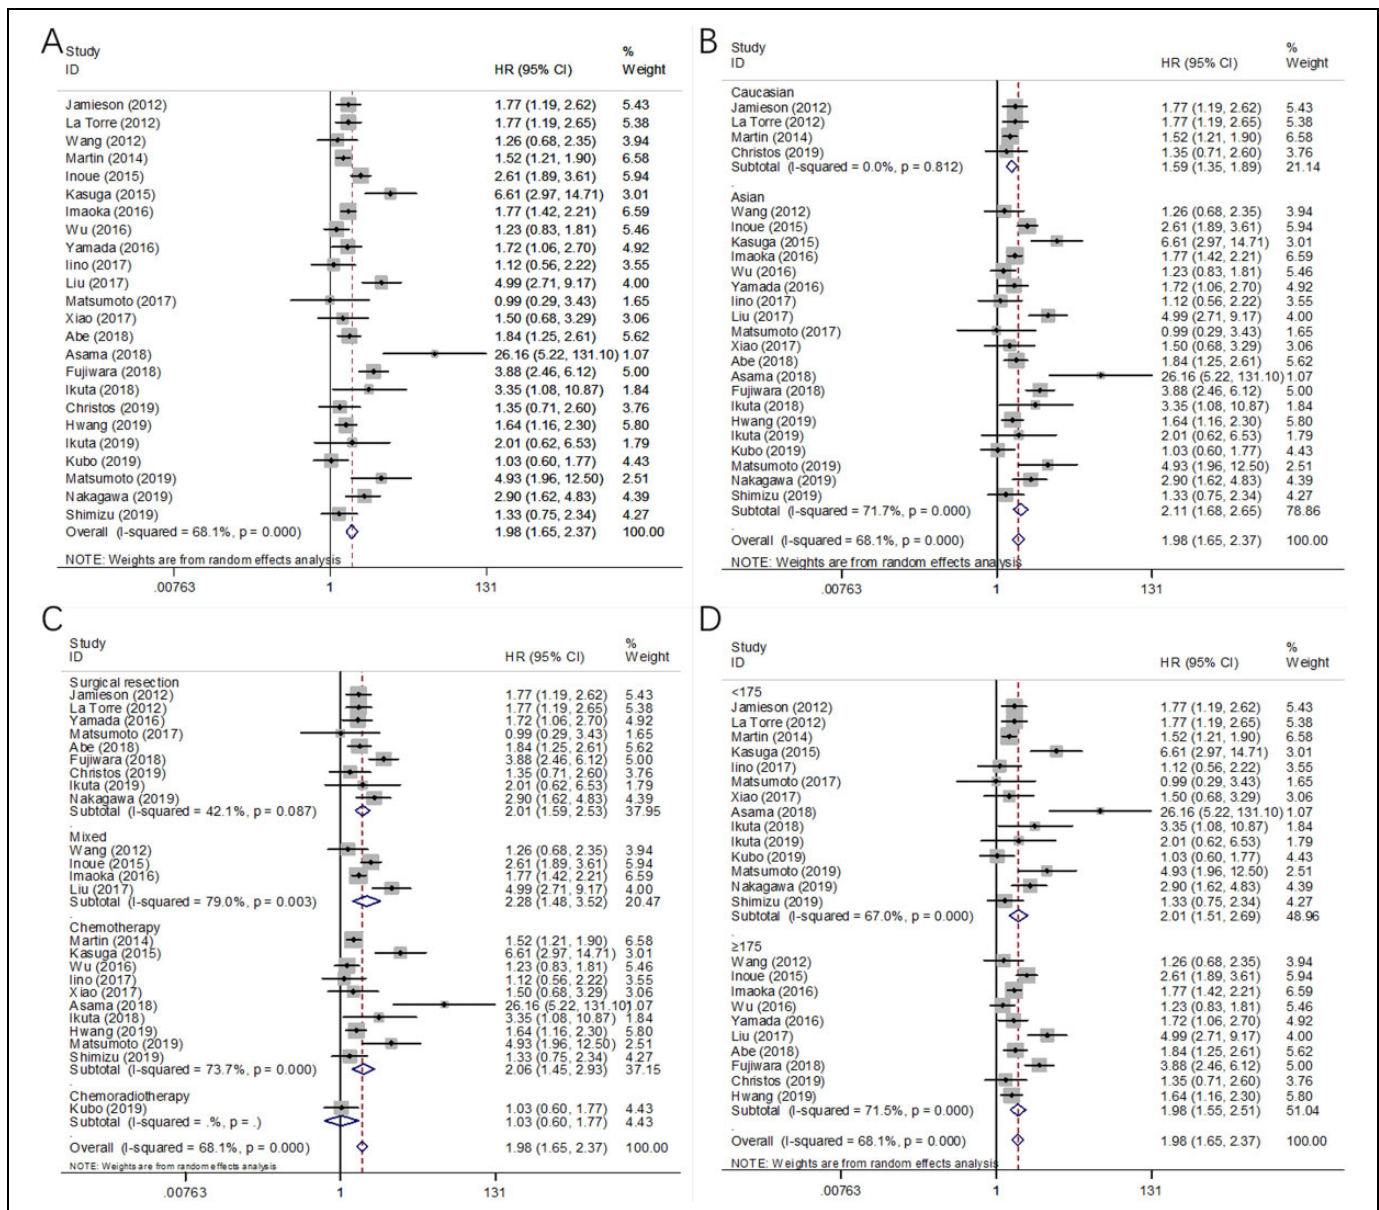 A
Study
ID
HR (95% CI)
%
Weight
Jamieson (2012) 1.77 (1.19, 2.62) 5.43
La Torre (2012) 1.77 (1.19, 2.65) 5.38
Wang (2012) 1.26 (0.68, 2.35) 3.94
Martin (2014) 1.52 (1.21, 1.90) 6.58
Inoue (2015) 2.61 (1.89, 3.61) 5.94
Kasuga (2015) 6.61 (2.97, 14.71) 3.01
Imaoka (2016) 1.77 (1.42, 2.21) 6.59
Wu (2016) 1.23 (0.83, 1.81) 5.46
Yamada (2016) 1.72 (1.06, 2.70) 4.92
Iino (2017) 1.12 (0.56, 2.22) 3.55
Liu (2017) 4.99 (2.71, 9.17) 4.00
Matsumoto (2017) 0.99 (0.29, 3.43) 1.65
Xiao (2017) 1.50 (0.68, 3.29) 3.06
Abe (2018) 1.84 (1.25, 2.61) 5.62
Asama (2018) 26.16 (5.22, 131.10) 1.07
Fujiwara (2018) 3.88 (2.46, 6.12) 5.00
Ikuta (2018) 3.35 (1.08, 10.87) 1.84
Christos (2019) 1.35 (0.71, 2.60) 3.76
Hwang (2019) 1.64 (1.16, 2.30) 5.80
Ikuta (2019) 2.01 (0.62, 6.53) 1.79
Kubo (2019) 1.03 (0.60, 1.77) 4.43
Matsumoto (2019) 4.93 (1.96, 12.50) 2.51
Nakagawa (2019) 2.90 (1.62, 4.83) 4.39
Shimizu (2019) 1.33 (0.75, 2.34) 4.27
Overall (I-squared = 68.1%, p = 0.000) 1.98 (1.65, 2.37) 100.00
NOTE: Weights are from random effects analysis
.00763 1 131
B
Study
ID
HR (95% CI)
%
Weight
Caucasian
Jamieson (2012) 1.77 (1.19, 2.62) 5.43
La Torre (2012) 1.77 (1.19, 2.65) 5.38
Martin (2014) 1.52 (1.21, 1.90) 6.58
Christos (2019) 1.35 (0.71, 2.60) 3.76
Subtotal (I-squared = 0.0%, p = 0.812) 1.59 (1.35, 1.89) 21.14
.
Asian
Wang (2012) 1.26 (0.68, 2.35) 3.94
Inoue (2015) 2.61 (1.89, 3.61) 5.94
Kasuga (2015) 6.61 (2.97, 14.71) 3.01
Imaoka (2016) 1.77 (1.42, 2.21) 6.59
Wu (2016) 1.23 (0.83, 1.81) 5.46
Yamada (2016) 1.72 (1.06, 2.70) 4.92
Iino (2017) 1.12 (0.56, 2.22) 3.55
Liu (2017) 4.99 (2.71, 9.17) 4.00
Matsumoto (2017) 0.99 (0.29, 3.43) 1.65
Xiao (2017) 1.50 (0.68, 3.29) 3.06
Abe (2018) 1.84 (1.25, 2.61) 5.62
Asama (2018) 26.16 (5.22, 131.10) 1.07
Fujiwara (2018) 3.88 (2.46, 6.12) 5.00
Ikuta (2018) 3.35 (1.08, 10.87) 1.84
Hwang (2019) 1.64 (1.16, 2.30) 5.80
Ikuta (2019) 2.01 (0.62, 6.53) 1.79
Kubo (2019) 1.03 (0.60, 1.77) 4.43
Matsumoto (2019) 4.93 (1.96, 12.50) 2.51
Nakagawa (2019) 2.90 (1.62, 4.83) 4.39
Shimizu (2019) 1.33 (0.75, 2.34) 4.27
Subtotal (I-squared = 71.7%, p = 0.000) 2.11 (1.68, 2.65) 78.86
.
Overall (I-squared = 68.1%, p = 0.000) 1.98 (1.65, 2.37) 100.00
NOTE: Weights are from random effects analysis
.00763 1 131
C
Study
ID
HR (95% CI)
%
Weight
Surgical resection
Jamieson (2012) 1.77 (1.19, 2.62) 5.43
La Torre (2012) 1.77 (1.19, 2.65) 5.38
Yamada (2016) 1.72 (1.06, 2.70) 4.92
Matsumoto (2017) 0.99 (0.29, 3.43) 1.65
Abe (2018) 1.84 (1.25, 2.61) 5.62
Fujiwara (2018) 3.88 (2.46, 6.12) 5.00
Christos (2019) 1.35 (0.71, 2.60) 3.76
Ikuta (2019) 2.01 (0.62, 6.53) 1.79
Nakagawa (2019) 2.90 (1.62, 4.83) 4.39
Subtotal (I-squared = 42.1%, p = 0.087) 2.01 (1.59, 2.53) 37.95
.
Mixed
Wang (2012) 1.26 (0.68, 2.35) 3.94
Inoue (2015) 2.61 (1.89, 3.61) 5.94
Imaoka (2016) 1.77 (1.42, 2.21) 6.59
Liu (2017) 4.99 (2.71, 9.17) 4.00
Subtotal (I-squared = 79.0%, p = 0.003) 2.28 (1.48, 3.52) 20.47
.
Chemotherapy
Martin (2014) 1.52 (1.21, 1.90) 6.58
Kasuga (2015) 6.61 (2.97, 14.71) 3.01
Wu (2016) 1.23 (0.83, 1.81) 5.46
Iino (2017) 1.12 (0.56, 2.22) 3.55
Xiao (2017) 1.50 (0.68, 3.29) 3.06
Asama (2018) 26.16 (5.22, 131.10) 1.07
Ikuta (2018) 3.35 (1.08, 10.87) 1.84
Hwang (2019) 1.64 (1.16, 2.30) 5.80
Matsumoto (2019) 4.93 (1.96, 12.50) 2.51
Shimizu (2019) 1.33 (0.75, 2.34) 4.27
Subtotal (I-squared = 73.7%, p = 0.000) 2.06 (1.45, 2.93) 37.15
.
Chemoradiotherapy
Kubo (2019) 1.03 (0.60, 1.77) 4.43
Subtotal (I-squared = .%, p = .) 1.03 (0.60, 1.77) 4.43
.
Overall (I-squared = 68.1%, p = 0.000) 1.98 (1.65, 2.37) 100.00
NOTE: Weights are from random effects analysis
.00763 1 131
D
Study
ID
HR (95% CI)
%
Weight
<175
Jamieson (2012) 1.77 (1.19, 2.62) 5.43
La Torre (2012) 1.77 (1.19, 2.65) 5.38
Martin (2014) 1.52 (1.21, 1.90) 6.58
Kasuga (2015) 6.61 (2.97, 14.71) 3.01
Iino (2017) 1.12 (0.56, 2.22) 3.55
Matsumoto (2017) 0.99 (0.29, 3.43) 1.65
Xiao (2017) 1.50 (0.68, 3.29) 3.06
Asama (2018) 26.16 (5.22, 131.10) 1.07
Ikuta (2018) 3.35 (1.08, 10.87) 1.84
Ikuta (2019) 2.01 (0.62, 6.53) 1.79
Kubo (2019) 1.03 (0.60, 1.77) 4.43
Matsumoto (2019) 4.93 (1.96, 12.50) 2.51
Nakagawa (2019) 2.90 (1.62, 4.83) 4.39
Shimizu (2019) 1.33 (0.75, 2.34) 4.27
Subtotal (I-squared = 67.0%, p = 0.000) 2.01 (1.51, 2.69) 48.96
.
≥175
Wang (2012) 1.26 (0.68, 2.35) 3.94
Inoue (2015) 2.61 (1.89, 3.61) 5.94
Imaoka (2016) 1.77 (1.42, 2.21) 6.59
Wu (2016) 1.23 (0.83, 1.81) 5.46
Yamada (2016) 1.72 (1.06, 2.70) 4.92
Liu (2017) 4.99 (2.71, 9.17) 4.00
Abe (2018) 1.84 (1.25, 2.61) 5.62
Fujiwara (2018) 3.88 (2.46, 6.12) 5.00
Christos (2019) 1.35 (0.71, 2.60) 3.76
Hwang (2019) 1.64 (1.16, 2.30) 5.80
Subtotal (I-squared = 71.5%, p = 0.000) 1.98 (1.55, 2.51) 51.04
.
Overall (I-squared = 68.1%, p = 0.000) 1.98 (1.65, 2.37) 100.00
NOTE: Weights are from random effects analysis
.00763 1 131